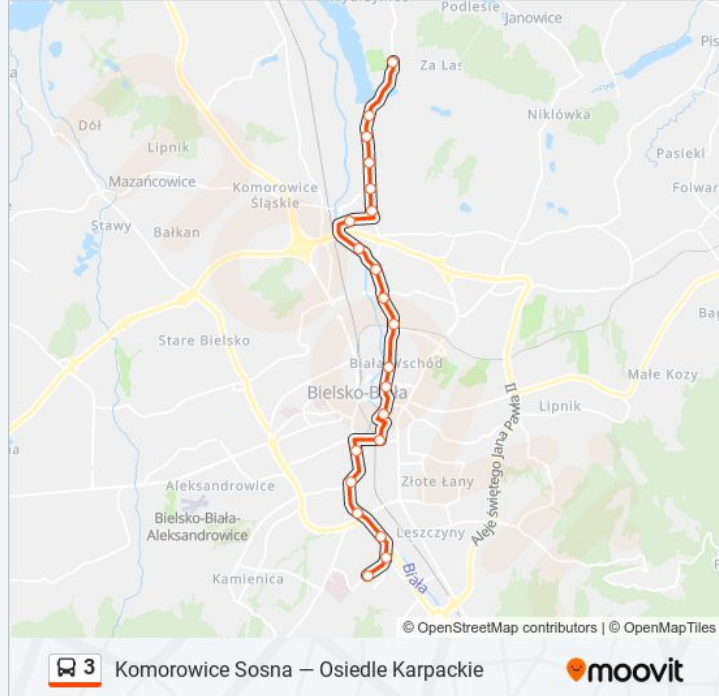 Podlesie
Janowice
Za Las
Niklówka
Dół
Lipnik
Pasieki
Mazańcowice
Komorowice
Śląskie
Folwar
Stawy
Bałkan
Stare Bielsko
Biała Wschód
Małe Kozy
Bielsko-Biała
Lipnik
Aleje świętego Jana Pawła II
Aleksandrowice
Złote Łany
Bielsko-Biała-
Aleksandrowice
Leszczyny
Kamienica
Biała
© OpenStreetMap contributors | © OpenMapTiles
3 Komorowice Sosna — Osiedle Karpackie
moovit